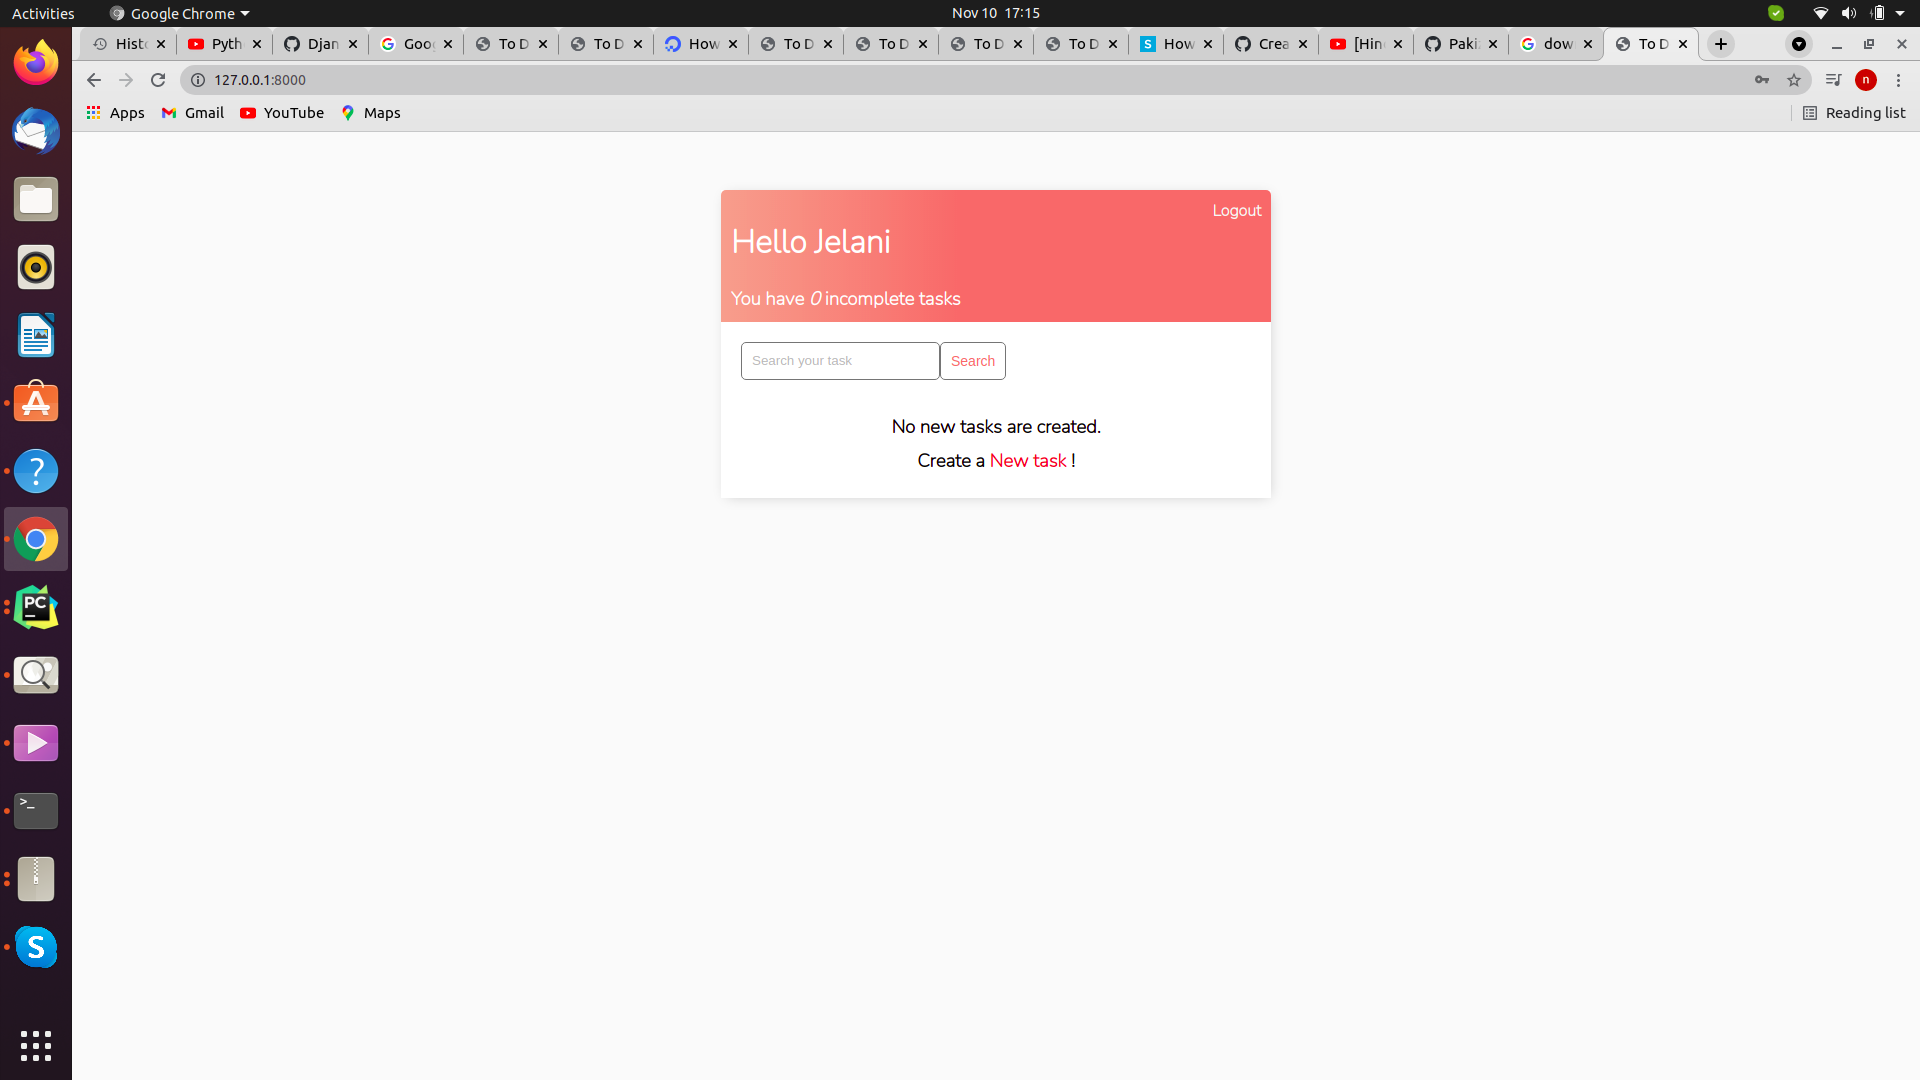 Activities
Google Chrome
Nov 10 17:15
Histo
Pyth
Djan
Goog
To D
To D
How
To D
To D
To D
To D
How
Crea
[Hin
Paki
dow
To D
127.0.0.1:8000
n
Apps
Gmail
YouTube
Maps
Reading list
Logout
Hello Jelani
You have 0 incomplete tasks
Search your task
Search
No new tasks are created.
Create a New task !
PC
>_
S